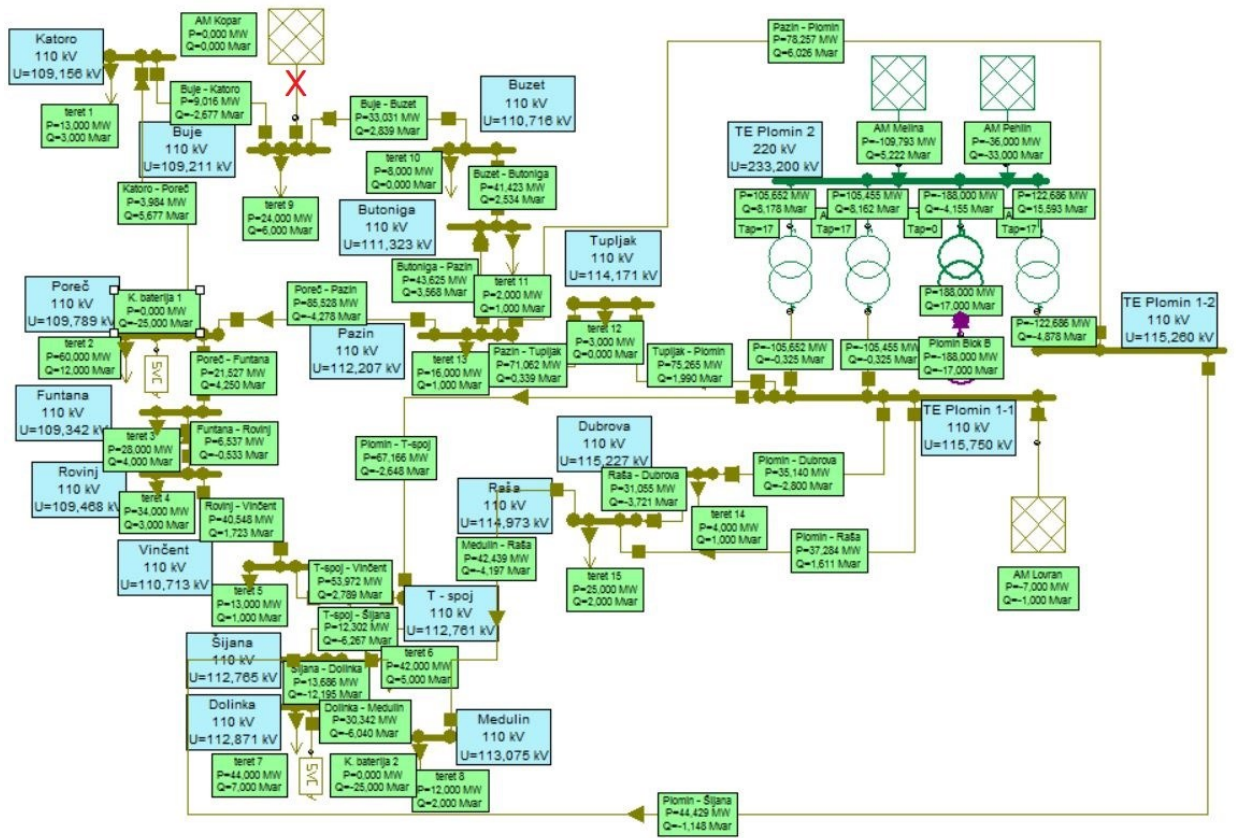 AM Kopar
P=0,000 MW
Q=0,000 Mvar
Katoro
110 kV
U=109,156 kV
Pazin - Plomin
P=78,257 MW
Q=6,026 Mvar
Buje - Katoro
P=9,016 MW
Q=-2,677 Mvar
X
Buzet
110 kV
U=110,716 kV
teret 1
P=13,000 MW
Q=3,000 Mvar
Buje
110 kV
U=109,211 kV
Buje - Buzet
P=33,031 MW
Q=2,839 Mvar
AM Melina
P=-109,793 MW
Q=5,222 Mvar
AM Pehlin
P=-36,000 MW
Q=-33,000 Mvar
TE Plomin 2
220 kV
U=233,200 kV
teret 10
P=8,000 MW
Q=0,000 Mvar
Buzet - Butoniga
P=41,423 MW
Q=2,534 Mvar
Katoro - Poreč
P=3,984 MW
Q=5,677 Mvar
teret 9
P=24,000 MW
Q=6,000 Mvar
Butoniga
110 kV
U=111,323 kV
P=105,652 MW
Q=8,178 Mvar
Tap=17
P=105,455 MW
Q=8,162 Mvar
Tap=17
P=-188,000 MW
Q=-4,155 Mvar
Tap=0
P=122,686 MW
Q=15,593 Mvar
Tap=17
Tupljak
110 kV
U=114,171 kV
Butoniga - Pazin
P=43,625 MW
Q=3,568 Mvar
teret 11
P=2,000 MW
Q=1,000 Mvar
Poreč
110 kV
U=109,789 kV
K. baterija 1
P=0,000 MW
Q=-25,000 Mvar
Poreč - Pazin
P=85,528 MW
Q=-4,278 Mvar
P=188,000 MW
Q=17,000 Mvar
TE Plomin 1-2
110 kV
U=115,260 kV
teret 2
P=60,000 MW
Q=12,000 Mvar
SVC
Poreč - Funtana
P=21,527 MW
Q=4,250 Mvar
Pazin
110 kV
U=112,207 kV
teret 13
P=16,000 MW
Q=1,000 Mvar
Pazin - Tupljak
P=71,062 MW
Q=0,339 Mvar
teret 12
P=3,000 MW
Q=0,000 Mvar
Tupljak - Plomin
P=75,265 MW
Q=1,990 Mvar
P=-105,652 MW
Q=-0,325 Mvar
P=-105,455 MW
Q=-0,325 Mvar
Plomin Blok B
P=-188,000 MW
Q=-17,000 Mvar
P=-122,686 MW
Q=-4,878 Mvar
Funtana
110 kV
U=109,342 kV
teret 3
P=28,000 MW
Q=4,000 Mvar
Funtana - Rovinj
P=6,537 MW
Q=-0,533 Mvar
Plomin - T-spoj
P=67,166 MW
Q=-2,648 Mvar
Dubrova
110 kV
U=115,227 kV
TE Plomin 1-1
110 kV
U=115,750 kV
Rovinj
110 kV
U=109,468 kV
teret 4
P=34,000 MW
Q=3,000 Mvar
Rovinj - Vinčent
P=40,548 MW
Q=1,723 Mvar
Raša
110 kV
U=114,973 kV
Raša - Dubrova
P=31,055 MW
Q=-3,721 Mvar
Plomin - Dubrova
P=35,140 MW
Q=-2,800 Mvar
teret 14
P=4,000 MW
Q=1,000 Mvar
Vinčent
110 kV
U=110,713 kV
Medulin - Raša
P=42,439 MW
Q=-4,197 Mvar
Plomin - Raša
P=37,284 MW
Q=1,611 Mvar
teret 5
P=13,000 MW
Q=1,000 Mvar
T-spoj - Vinčent
P=53,972 MW
Q=2,789 Mvar
T - spoj
110 kV
U=112,761 kV
teret 15
P=25,000 MW
Q=2,000 Mvar
AM Lovran
P=-7,000 MW
Q=-1,000 Mvar
T-spoj - Šijana
P=12,302 MW
Q=-6,267 Mvar
Šijana
110 kV
U=112,765 kV
teret 6
P=42,000 MW
Q=5,000 Mvar
Šijana - Dolinka
P=13,686 MW
Q=-12,195 Mvar
Dolinka
110 kV
U=112,871 kV
Dolinka - Medulin
P=30,342 MW
Q=-6,040 Mvar
Medulin
110 kV
U=113,075 kV
teret 7
P=44,000 MW
Q=7,000 Mvar
SVC
K. baterija 2
P=0,000 MW
Q=-25,000 Mvar
teret 8
P=12,000 MW
Q=2,000 Mvar
Plomin - Šijana
P=44,429 MW
Q=-1,148 Mvar